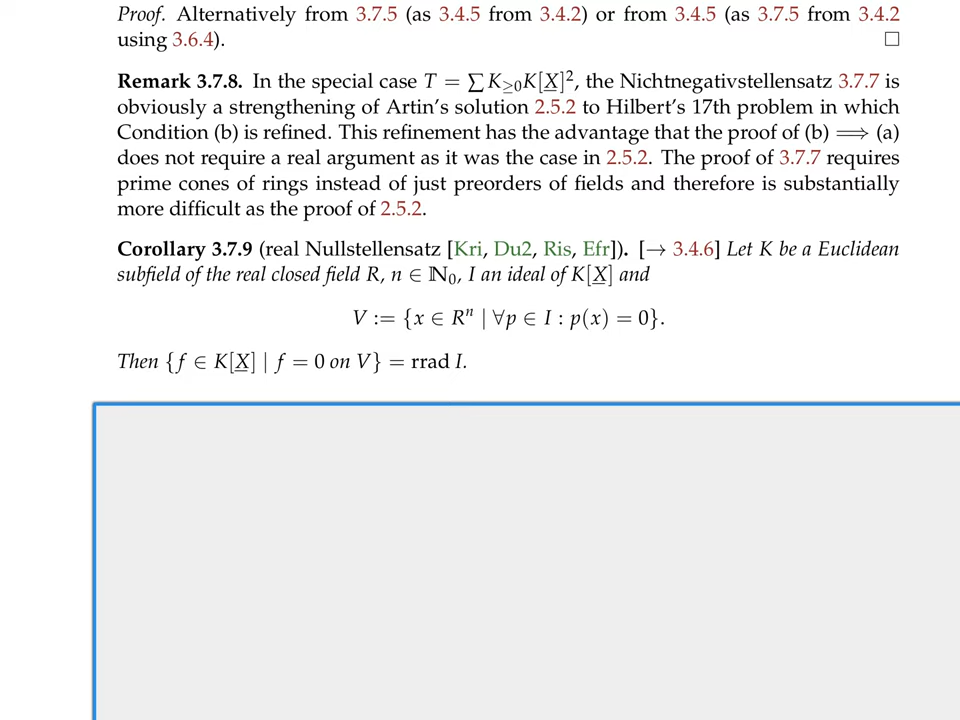 Proof. Alternatively from 3.7.5 (as 3.4.5 from 3.4.2) or from 3.4.5 (as 3.7.5 from 3.4.2
using 3.6.4). □
Remark 3.7.8. In the special case T = ∑ K≥0K[X]², the Nichtnegativstellensatz 3.7.7 is
obviously a strengthening of Artin's solution 2.5.2 to Hilbert's 17th problem in which
Condition (b) is refined. This refinement has the advantage that the proof of (b) ⟹ (a)
does not require a real argument as it was the case in 2.5.2. The proof of 3.7.7 requires
prime cones of rings instead of just preorders of fields and therefore is substantially
more difficult as the proof of 2.5.2.
Corollary 3.7.9 (real Nullstellensatz [Kri, Du2, Ris, Efr]). [→ 3.4.6] Let K be a Euclidean
subfield of the real closed field R, n ∈ ℕ₀, I an ideal of K[X] and
V := {x ∈ Rⁿ | ∀p ∈ I : p(x) = 0}.
Then {f ∈ K[X] | f = 0 on V} = rrad I.